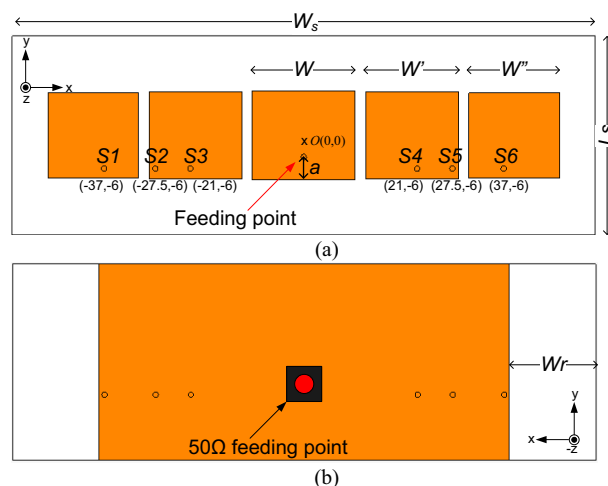 Ws
y
z
x
W
W'
W"
Ls
x O(0,0)
S1
S2
S3
a
S4
S5
S6
(-37,-6)
(-27.5,-6)
(-21,-6)
(21,-6)
(27.5,-6)
(37,-6)
Feeding point
(a)
Wr
y
x
-z
50Ω feeding point
(b)